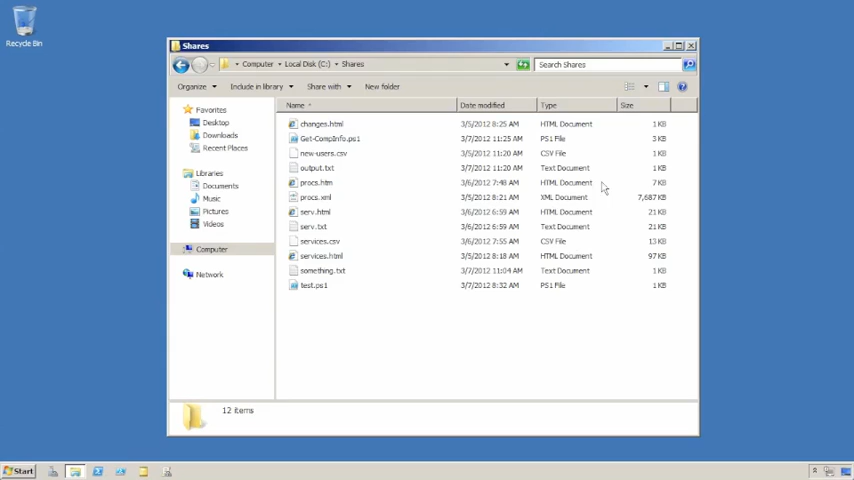 Recycle Bin
Shares
Computer Local Disk (C:) Shares
Search Shares
Organize Include in library Share with New folder
Favorites
Desktop
Downloads
Recent Places
Libraries
Documents
Music
Pictures
Videos
Computer
Network
Name Date modified Type Size
changes.html 3/5/2012 8:25 AM HTML Document 1 KB
Get-CompInfo.ps1 3/7/2012 11:25 AM PS1 File 3 KB
new-users.csv 3/5/2012 11:20 AM CSV File 1 KB
output.txt 3/7/2012 11:20 AM Text Document 1 KB
procs.htm 3/6/2012 7:48 AM HTML Document 7 KB
procs.xml 3/5/2012 8:21 AM XML Document 7,687 KB
serv.html 3/6/2012 6:59 AM HTML Document 21 KB
serv.txt 3/6/2012 6:59 AM Text Document 21 KB
services.csv 3/6/2012 7:55 AM CSV File 13 KB
services.html 3/5/2012 8:18 AM HTML Document 97 KB
something.txt 3/7/2012 11:04 AM Text Document 1 KB
test.ps1 3/7/2012 8:32 AM PS1 File 1 KB
12 items
Start